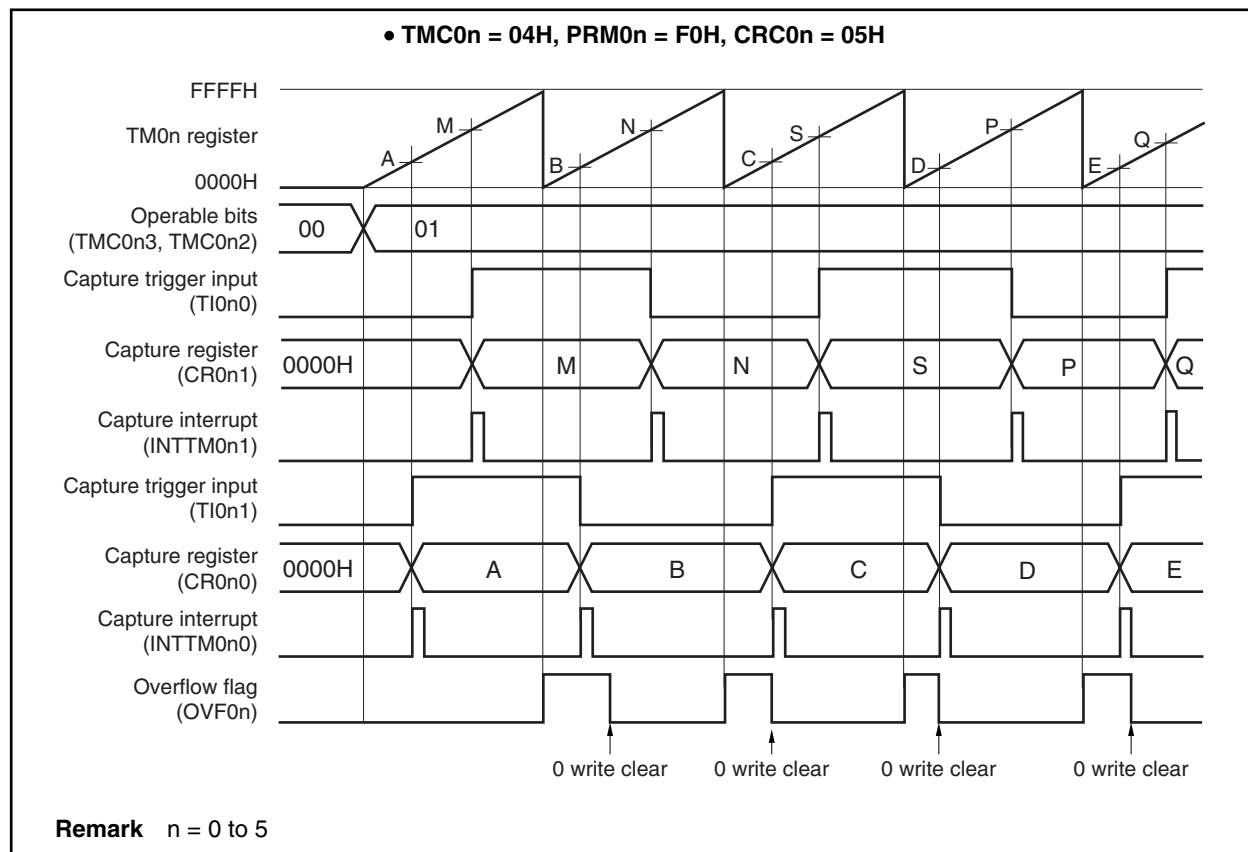 • TMC0n = 04H, PRM0n = F0H, CRC0n = 05H
FFFFH
TM0n register
0000H
A M B N C S D P E Q
Operable bits
(TMC0n3, TMC0n2)
00 01
Capture trigger input
(TI0n0)
Capture register
(CR0n1)
0000H M N S P Q
Capture interrupt
(INTTM0n1)
Capture trigger input
(TI0n1)
Capture register
(CR0n0)
0000H A B C D E
Capture interrupt
(INTTM0n0)
Overflow flag
(OVF0n)
0 write clear 0 write clear 0 write clear 0 write clear
Remark n = 0 to 5